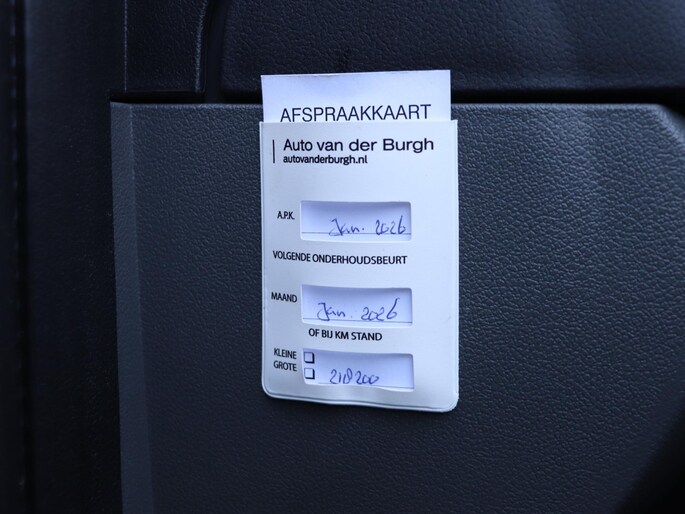 AFSPRAAKKAART
Auto van der Burgh
autovanderburgh.nl
A.P.K.
Jan. 2026
VOLGENDE ONDERHOUDSBEURT
MAAND
Jan. 2026
OF BIJ KM STAND
KLEINE
GROTE
218200